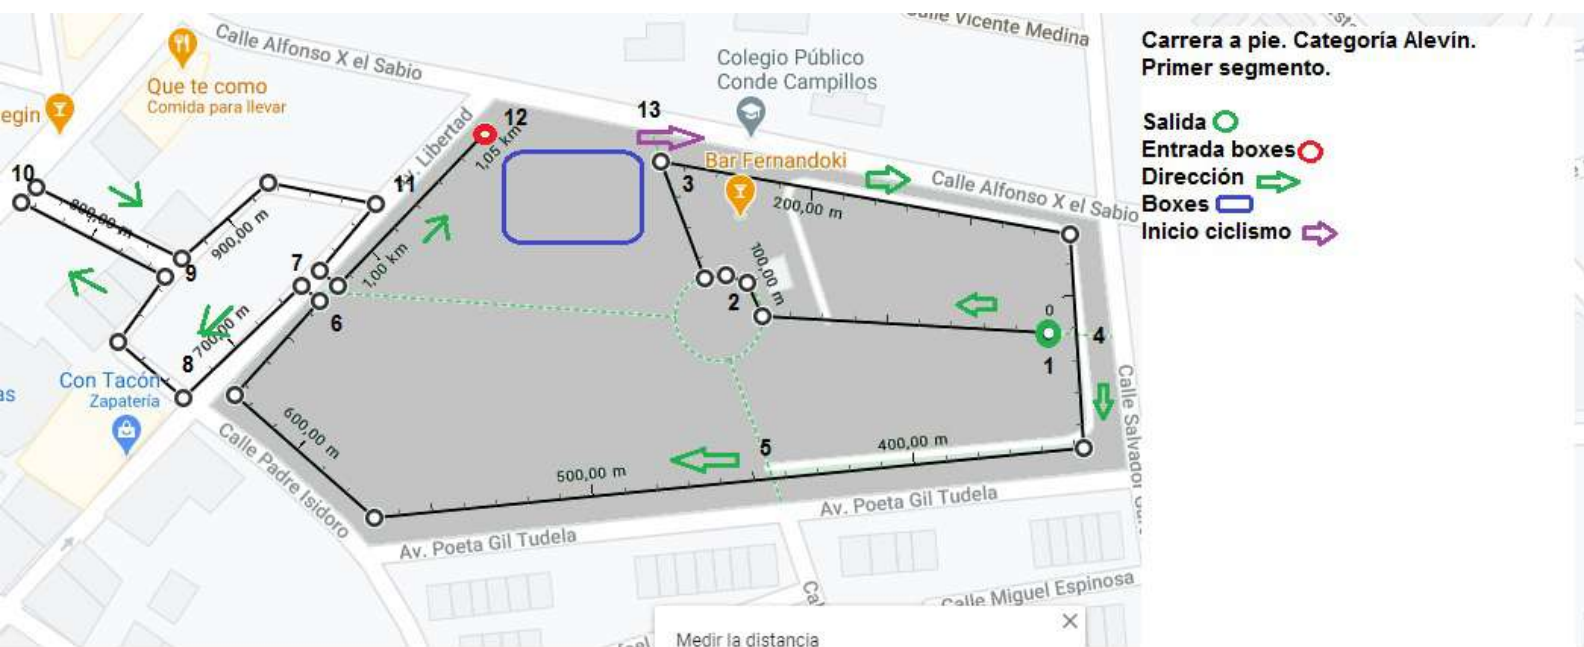 Calle Alfonso X el Sabio
Calle Vicente Medina
Carrera a pie. Categoría Alevín.
Primer segmento.
Salida
Entrada boxes
Dirección
Boxes
Inicio ciclismo
Que te como
Comida para llevar
egin
Colegio Público
Conde Campillos
Av. Libertad
12
13
1,05 km
Bar Fernandoki
3
Calle Alfonso X el Sabio
10
11
800,00 m
900,00 m
200,00 m
100,00 m
9
7
1,00 km
2
0
6
4
1
8
700,00 m
Con Tacón
Zapatería
as
600,00 m
5
400,00 m
500,00 m
Calle Salvador
Calle Padre Isidoro
Av. Poeta Gil Tudela
Av. Poeta Gil Tudela
Calle Miguel Espinosa
Medir la distancia